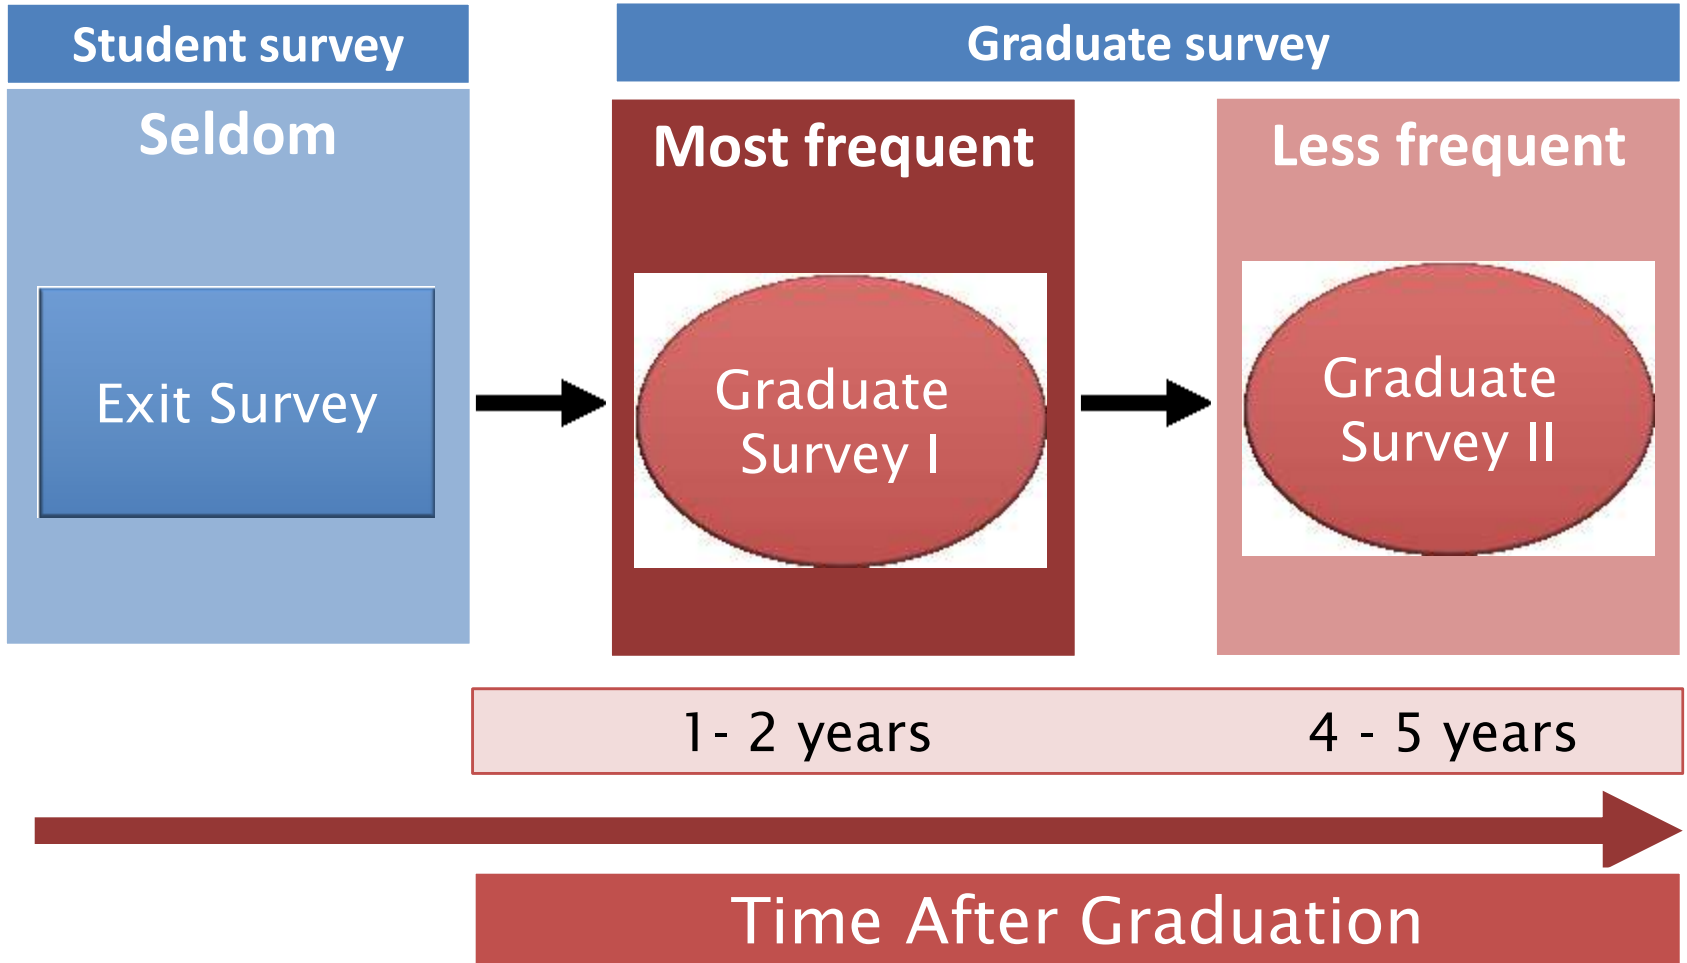 Student survey
Graduate survey
Seldom
Most frequent
Less frequent
Exit Survey
Graduate
Survey I
Graduate
Survey II
1- 2 years
4 - 5 years
Time After Graduation